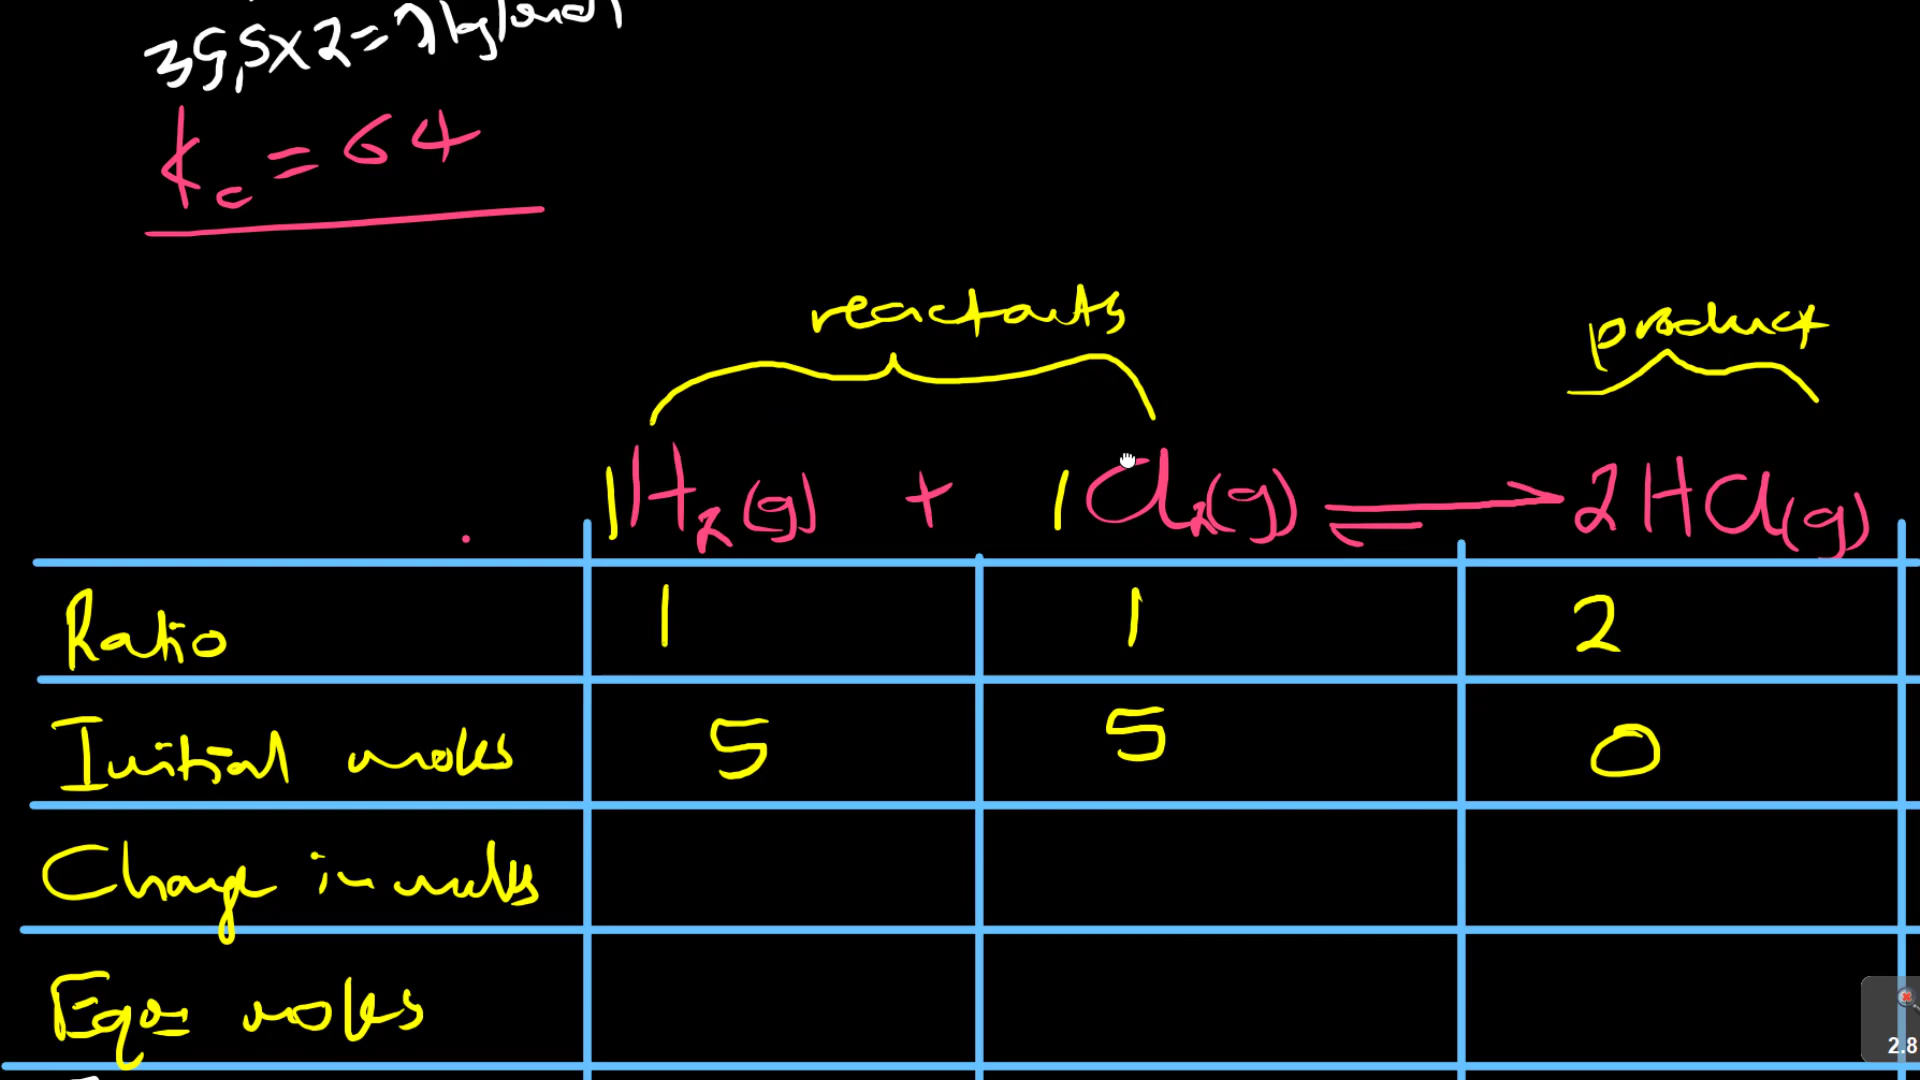 35,5x2=71g/mol
Kc = 64
reactants product
1H2(g) + 1Cl2(g) ⇌ 2HCl(g)
Ratio 1 1 2
Initial moles 5 5 0
Change in moles
Eqm moles
2.8